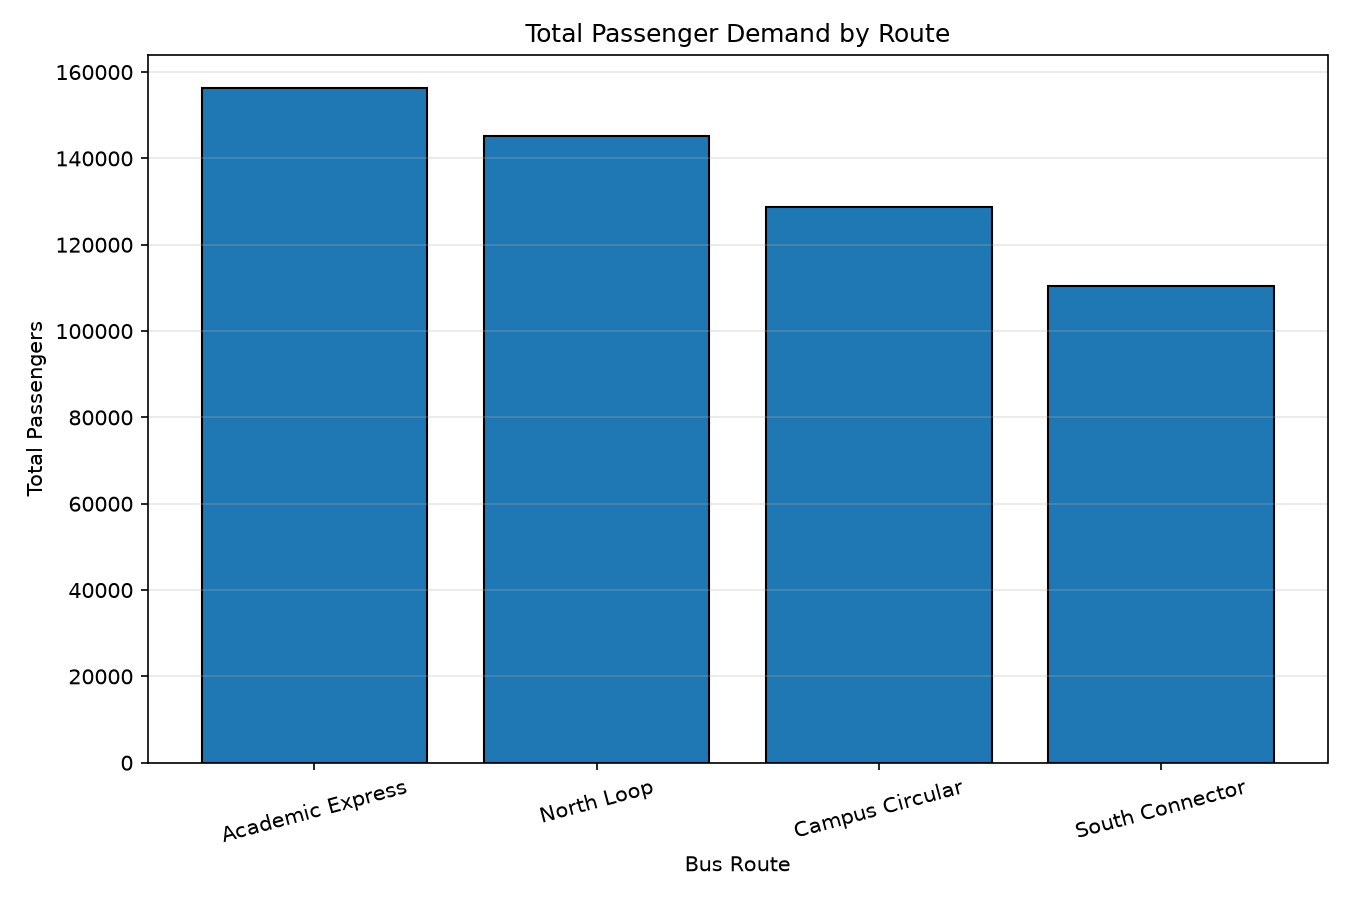 Total Passenger Demand by Route
Total Passengers
160000
140000
120000
100000
80000
60000
40000
20000
0
Academic Express
North Loop
Campus Circular
South Connector
Bus Route